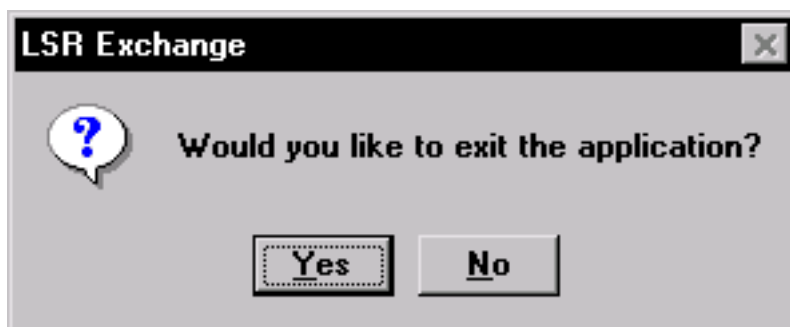 LSR Exchange
Would you like to exit the application?
Yes No